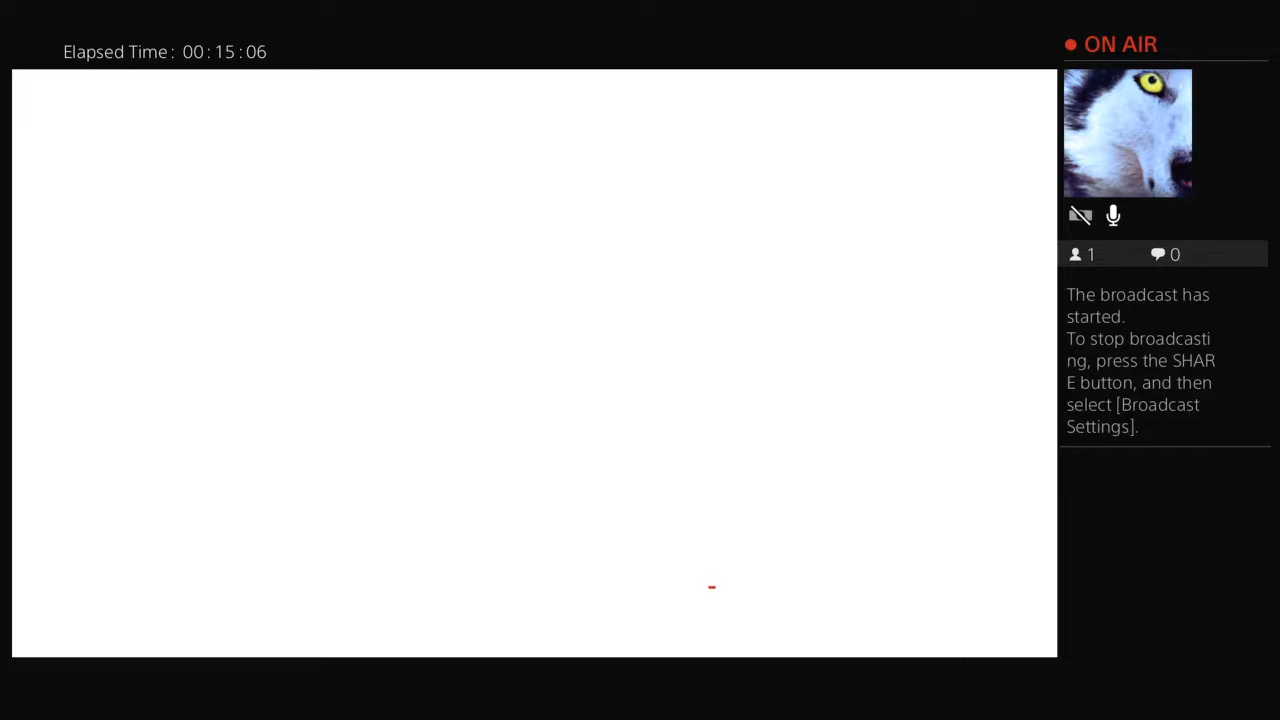 Elapsed Time: 00:15:06
ON AIR
1 0
The broadcast has
started.
To stop broadcasti
ng, press the SHAR
E button, and then
select [Broadcast
Settings].